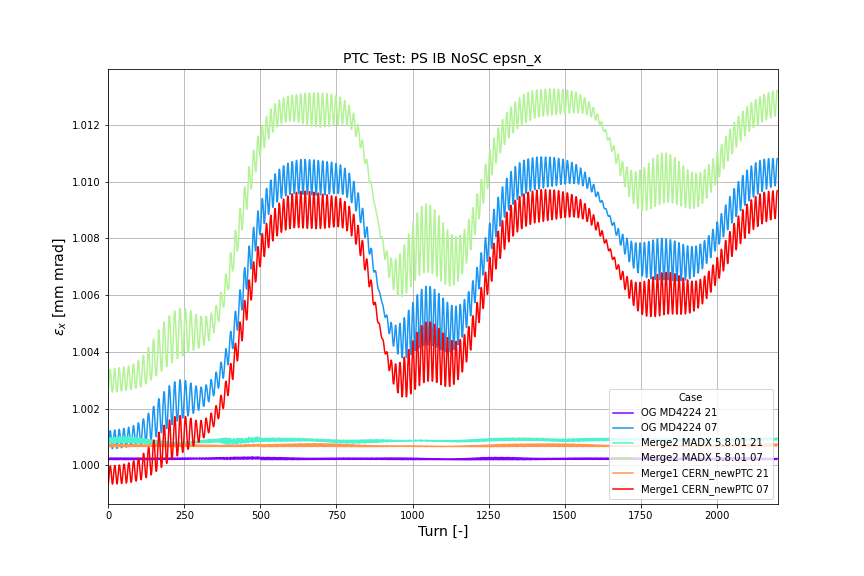 PTC Test: PS IB NoSC epsn_x
εx [mm mrad]
1.012
1.010
1.008
1.006
1.004
1.002
1.000
Case
OG MD4224 21
OG MD4224 07
Merge2 MADX 5.8.01 21
Merge2 MADX 5.8.01 07
Merge1 CERN_newPTC 21
Merge1 CERN_newPTC 07
0 250 500 750 1000 1250 1500 1750 2000
Turn [-]